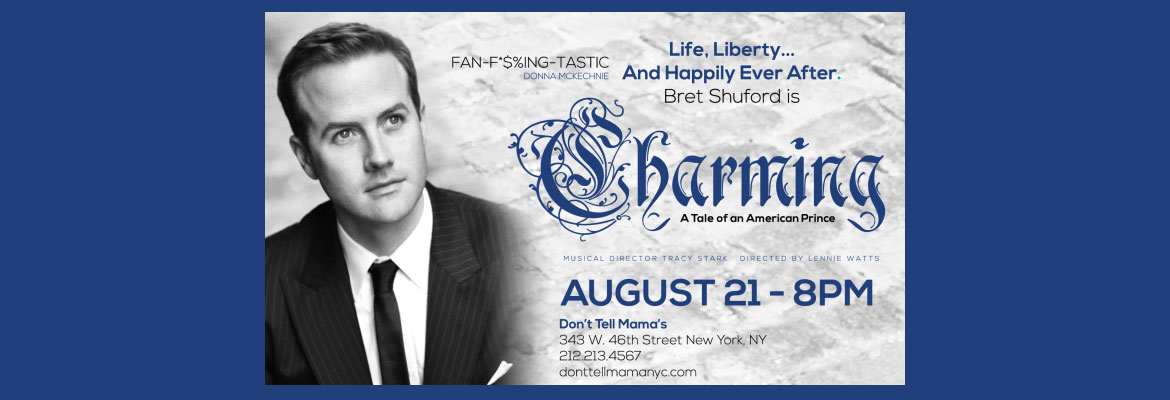 FAN-F*$%ING-TASTIC
DONNA MCKECHNIE
Life, Liberty...
And Happily Ever After.
Bret Shuford is
Charming
A Tale of an American Prince
MUSICAL DIRECTOR TRACY STARK DIRECTED BY LENNIE WATTS
AUGUST 21 - 8PM
Don't Tell Mama's
343 W. 46th Street New York, NY
212.213.4567
donttellmamanyc.com